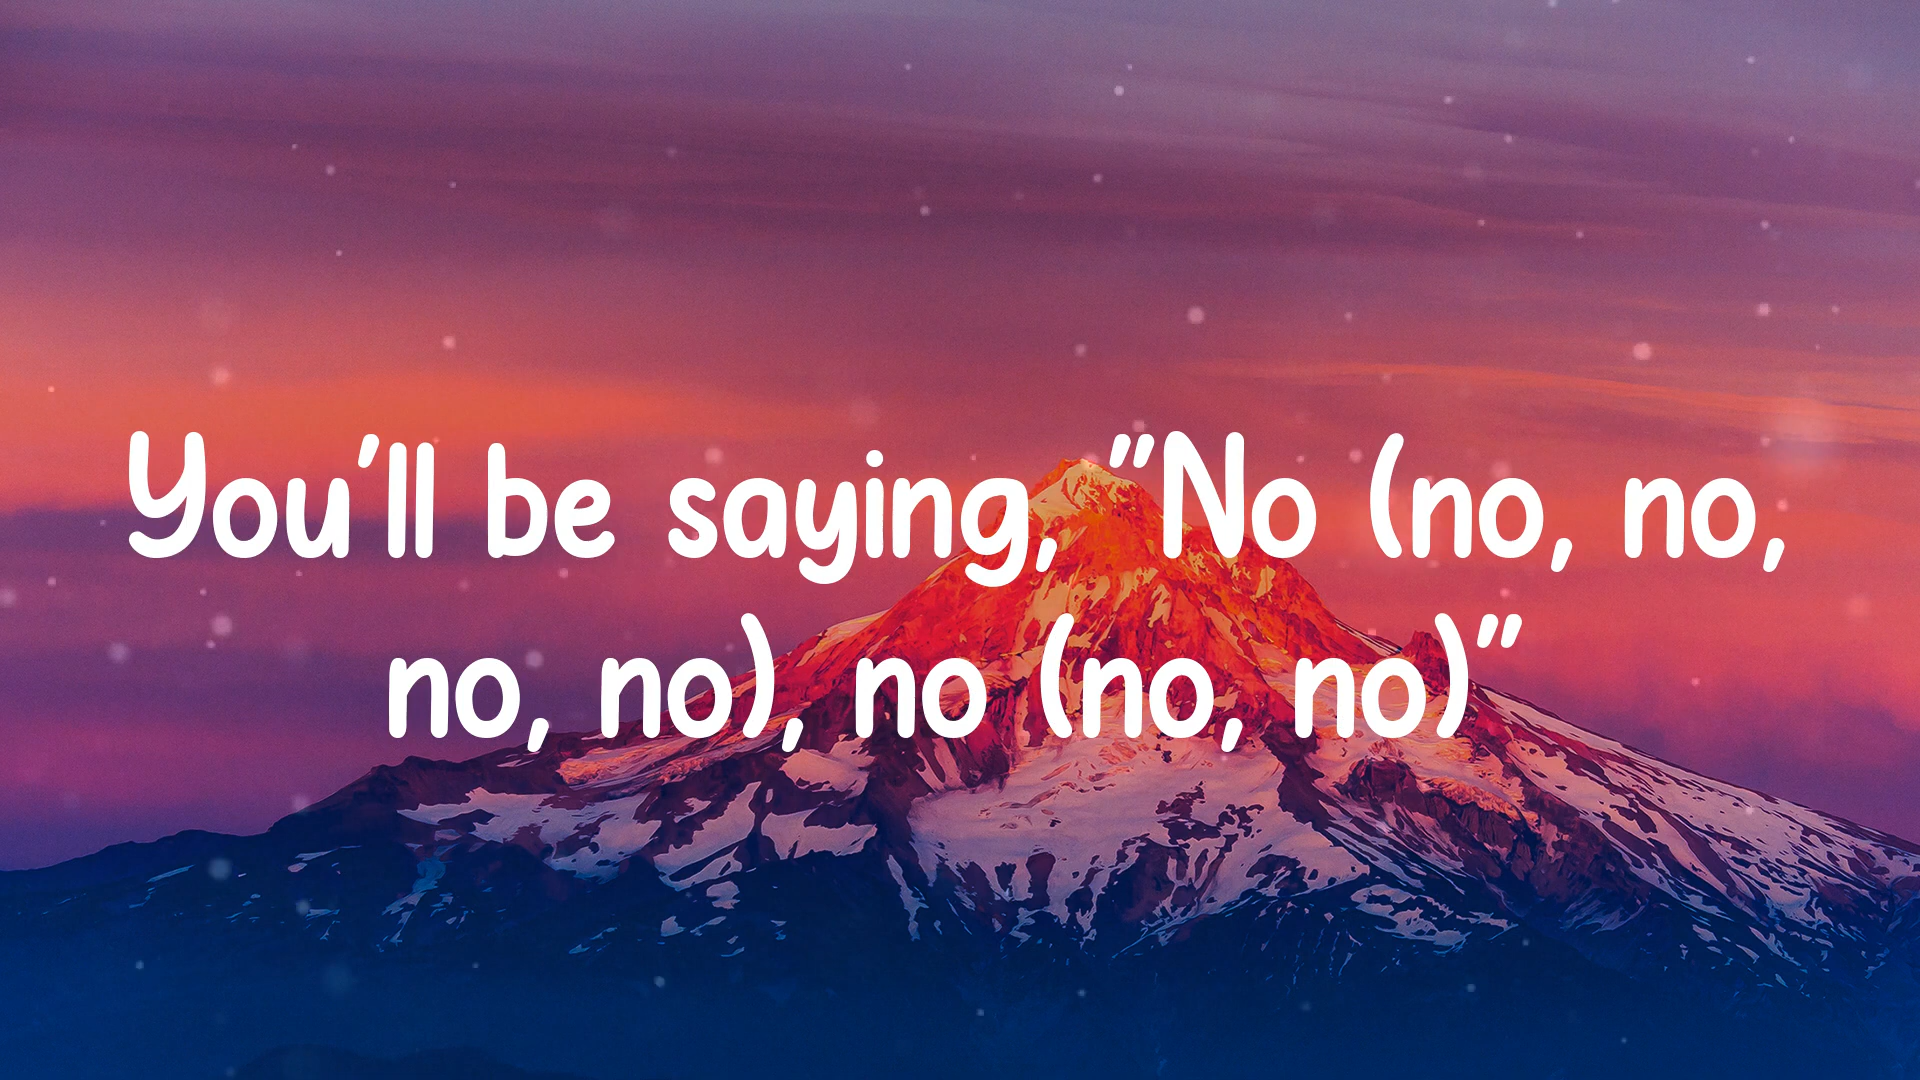 You'll be saying, "No (no, no,
no, no), no (no, no)"